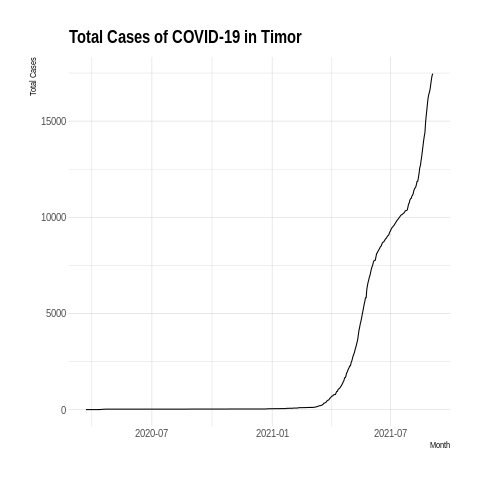 Total Cases of COVID-19 in Timor
Total Cases
15000
10000
5000
0
2020-07
2021-01
2021-07
Month